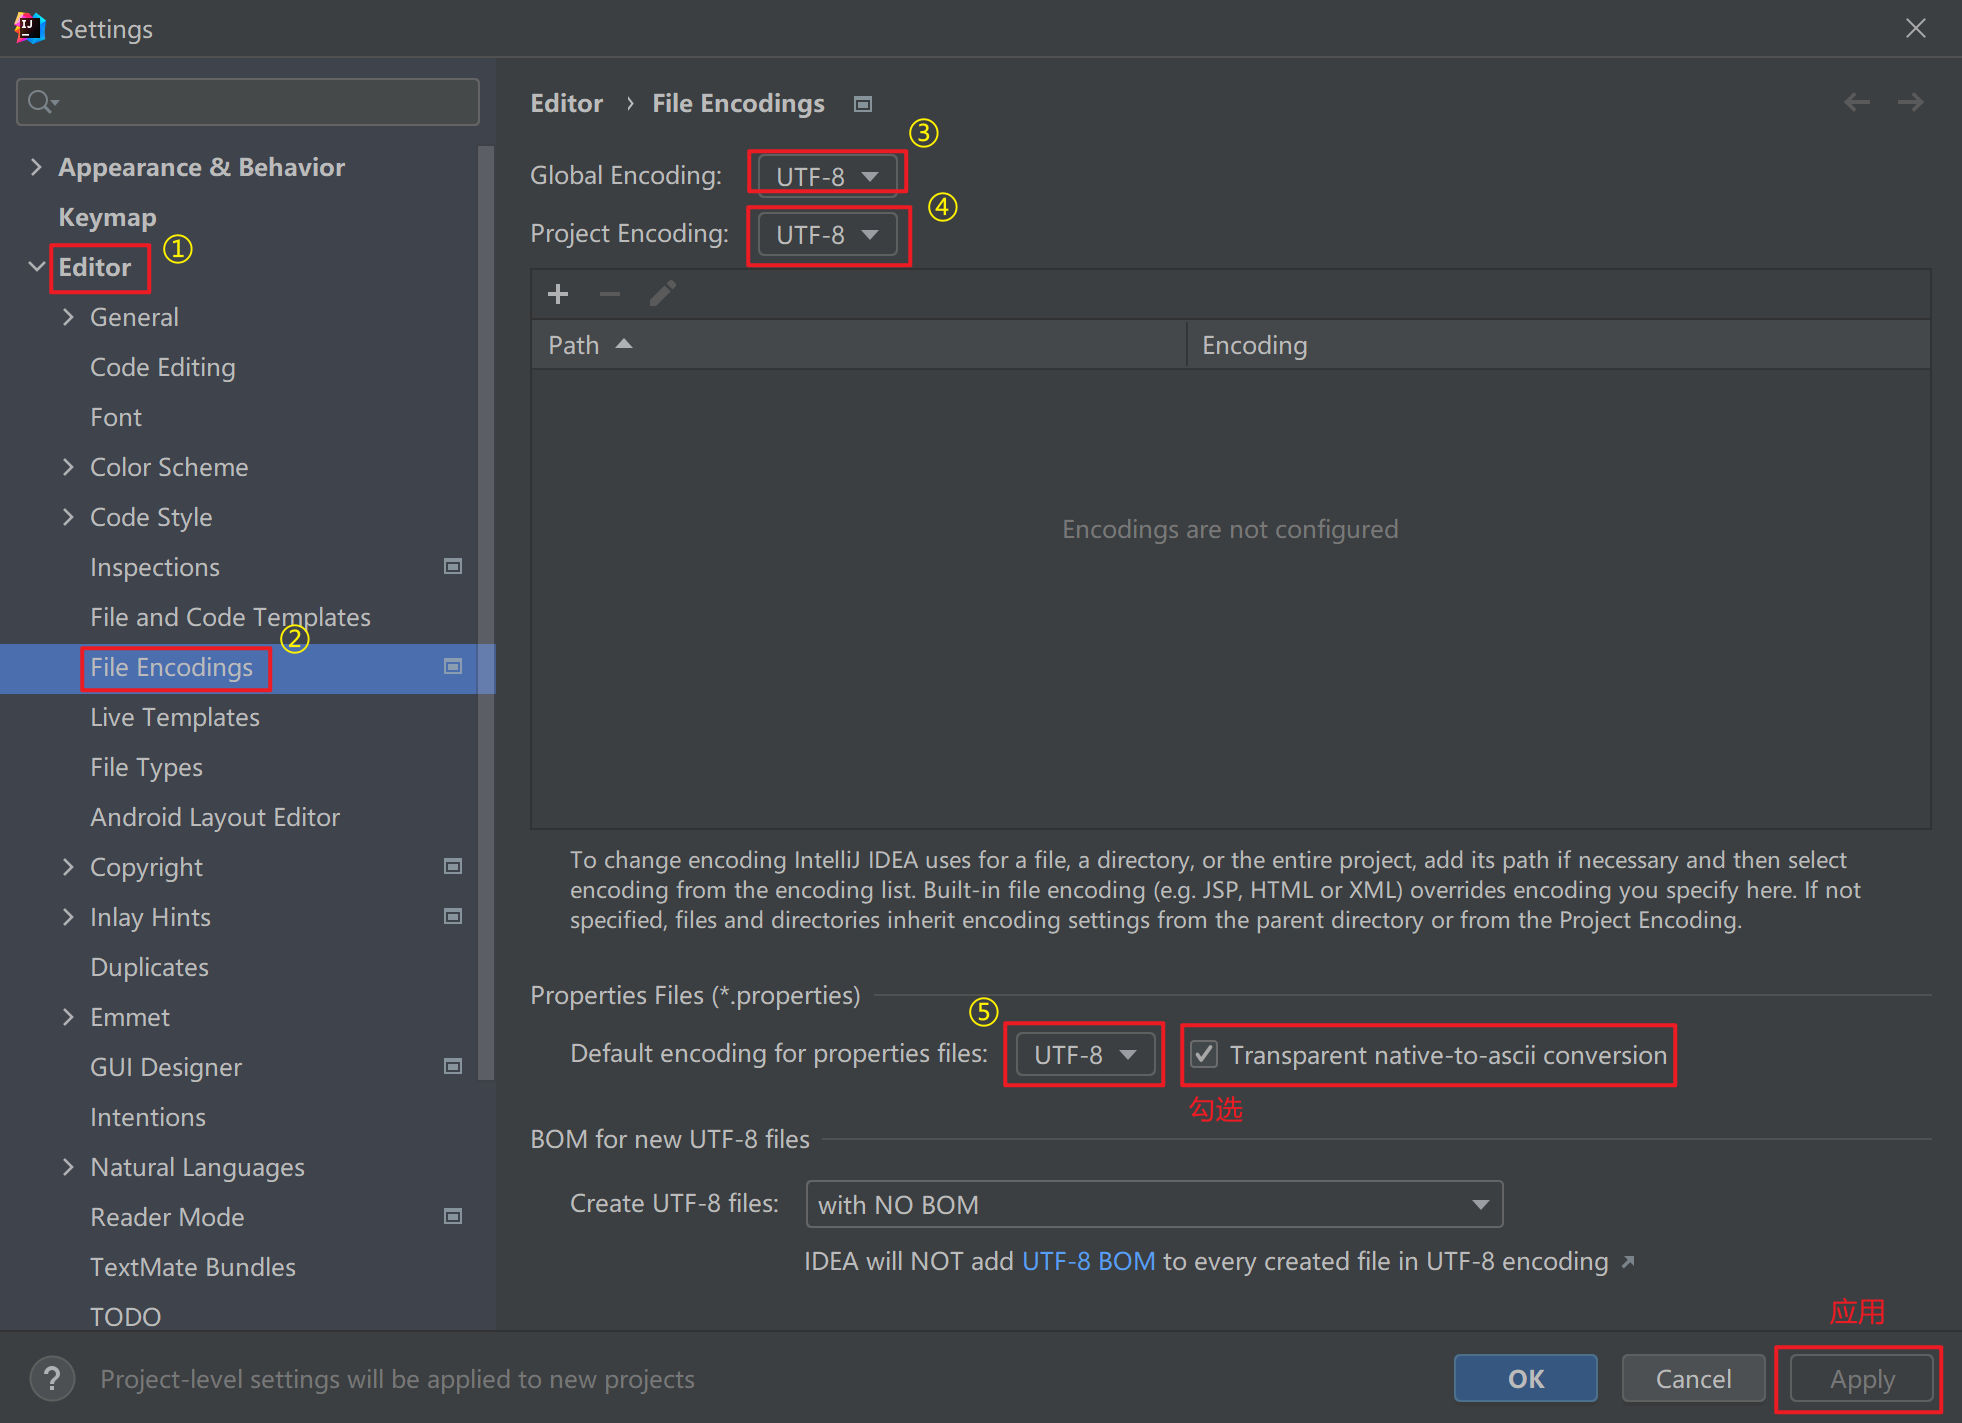 Settings
Editor › File Encodings
③
Global Encoding: UTF-8
④
Project Encoding: UTF-8
Path Encoding
Encodings are not configured
To change encoding IntelliJ IDEA uses for a file, a directory, or the entire project, add its path if necessary and then select
encoding from the encoding list. Built-in file encoding (e.g. JSP, HTML or XML) overrides encoding you specify here. If not
specified, files and directories inherit encoding settings from the parent directory or from the Project Encoding.
Properties Files (*.properties)
⑤
Default encoding for properties files: UTF-8 Transparent native-to-ascii conversion
勾选
BOM for new UTF-8 files
Create UTF-8 files: with NO BOM
IDEA will NOT add UTF-8 BOM to every created file in UTF-8 encoding
Appearance & Behavior
Keymap
①
Editor
General
Code Editing
Font
Color Scheme
Code Style
Inspections
File and Code Templates
②
File Encodings
Live Templates
File Types
Android Layout Editor
Copyright
Inlay Hints
Duplicates
Emmet
GUI Designer
Intentions
Natural Languages
Reader Mode
TextMate Bundles
TODO
应用
? Project-level settings will be applied to new projects
OK Cancel Apply